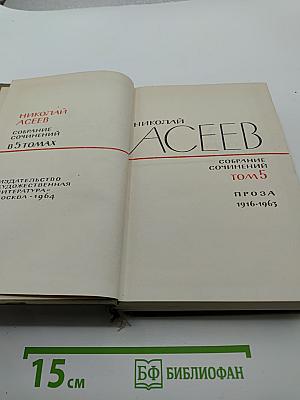 НИКОЛАЙ
АСЕЕВ
СОБРАНИЕ
СОЧИНЕНИЙ
В 5 ТОМАХ
ИЗДАТЕЛЬСТВО
ХУДОЖЕСТВЕННАЯ
ЛИТЕРАТУРА
МОСКВА - 1964
НИКОЛАЙ
АСЕЕВ
СОБРАНИЕ
СОЧИНЕНИЙ
ТОМ 5
ПРОЗА
1916-1963
15 СМ
БФ БИБЛИОФАН